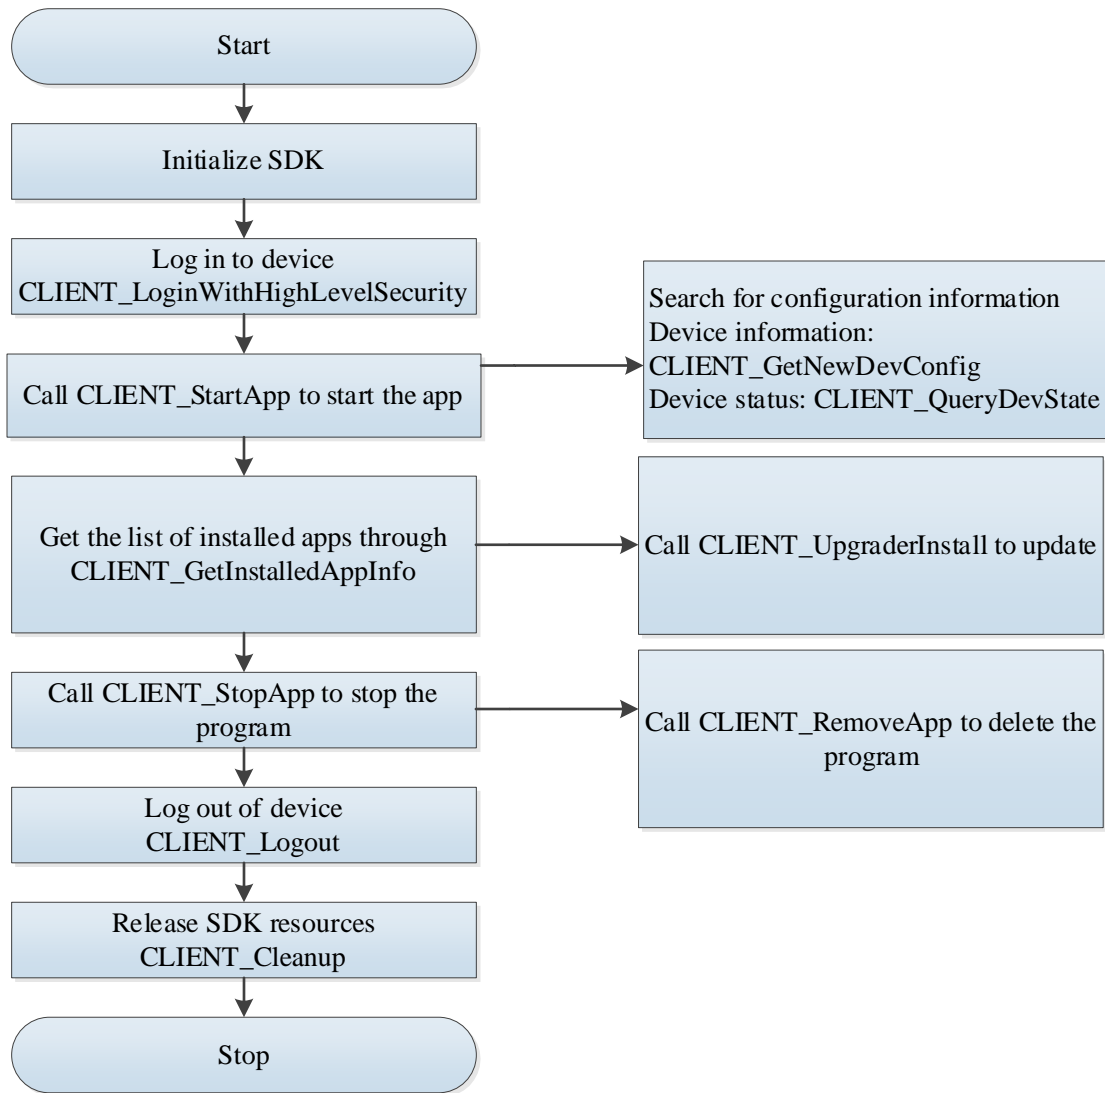 Start
Initialize SDK
Log in to device
CLIENT_LoginWithHighLevelSecurity
Search for configuration information
Device information:
CLIENT_GetNewDevConfig
Device status: CLIENT_QueryDevState
Call CLIENT_StartApp to start the app
Get the list of installed apps through
CLIENT_GetInstalledAppInfo
Call CLIENT_UpgraderInstall to update
Call CLIENT_StopApp to stop the
program
Call CLIENT_RemoveApp to delete the
program
Log out of device
CLIENT_Logout
Release SDK resources
CLIENT_Cleanup
Stop